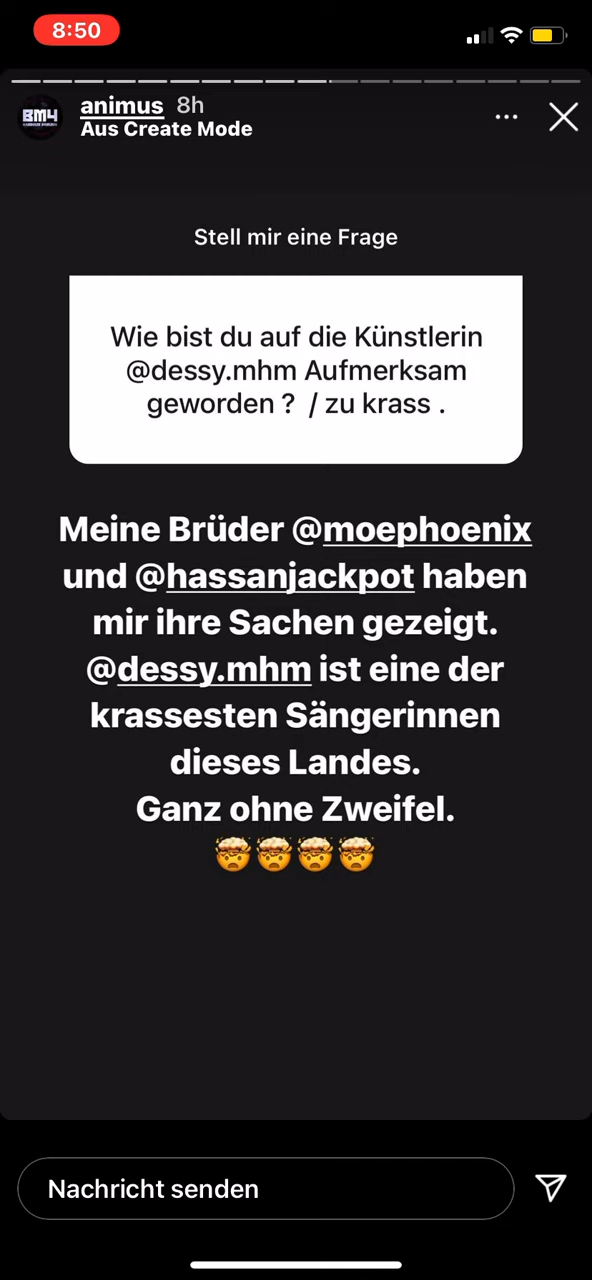 8:50
BM4
animus 8h
Aus Create Mode
Stell mir eine Frage
Wie bist du auf die Künstlerin
@dessy.mhm Aufmerksam
geworden ? / zu krass .
Meine Brüder @moephoenix
und @hassanjackpot haben
mir ihre Sachen gezeigt.
@dessy.mhm ist eine der
krassesten Sängerinnen
dieses Landes.
Ganz ohne Zweifel.
🤯🤯🤯🤯
Nachricht senden